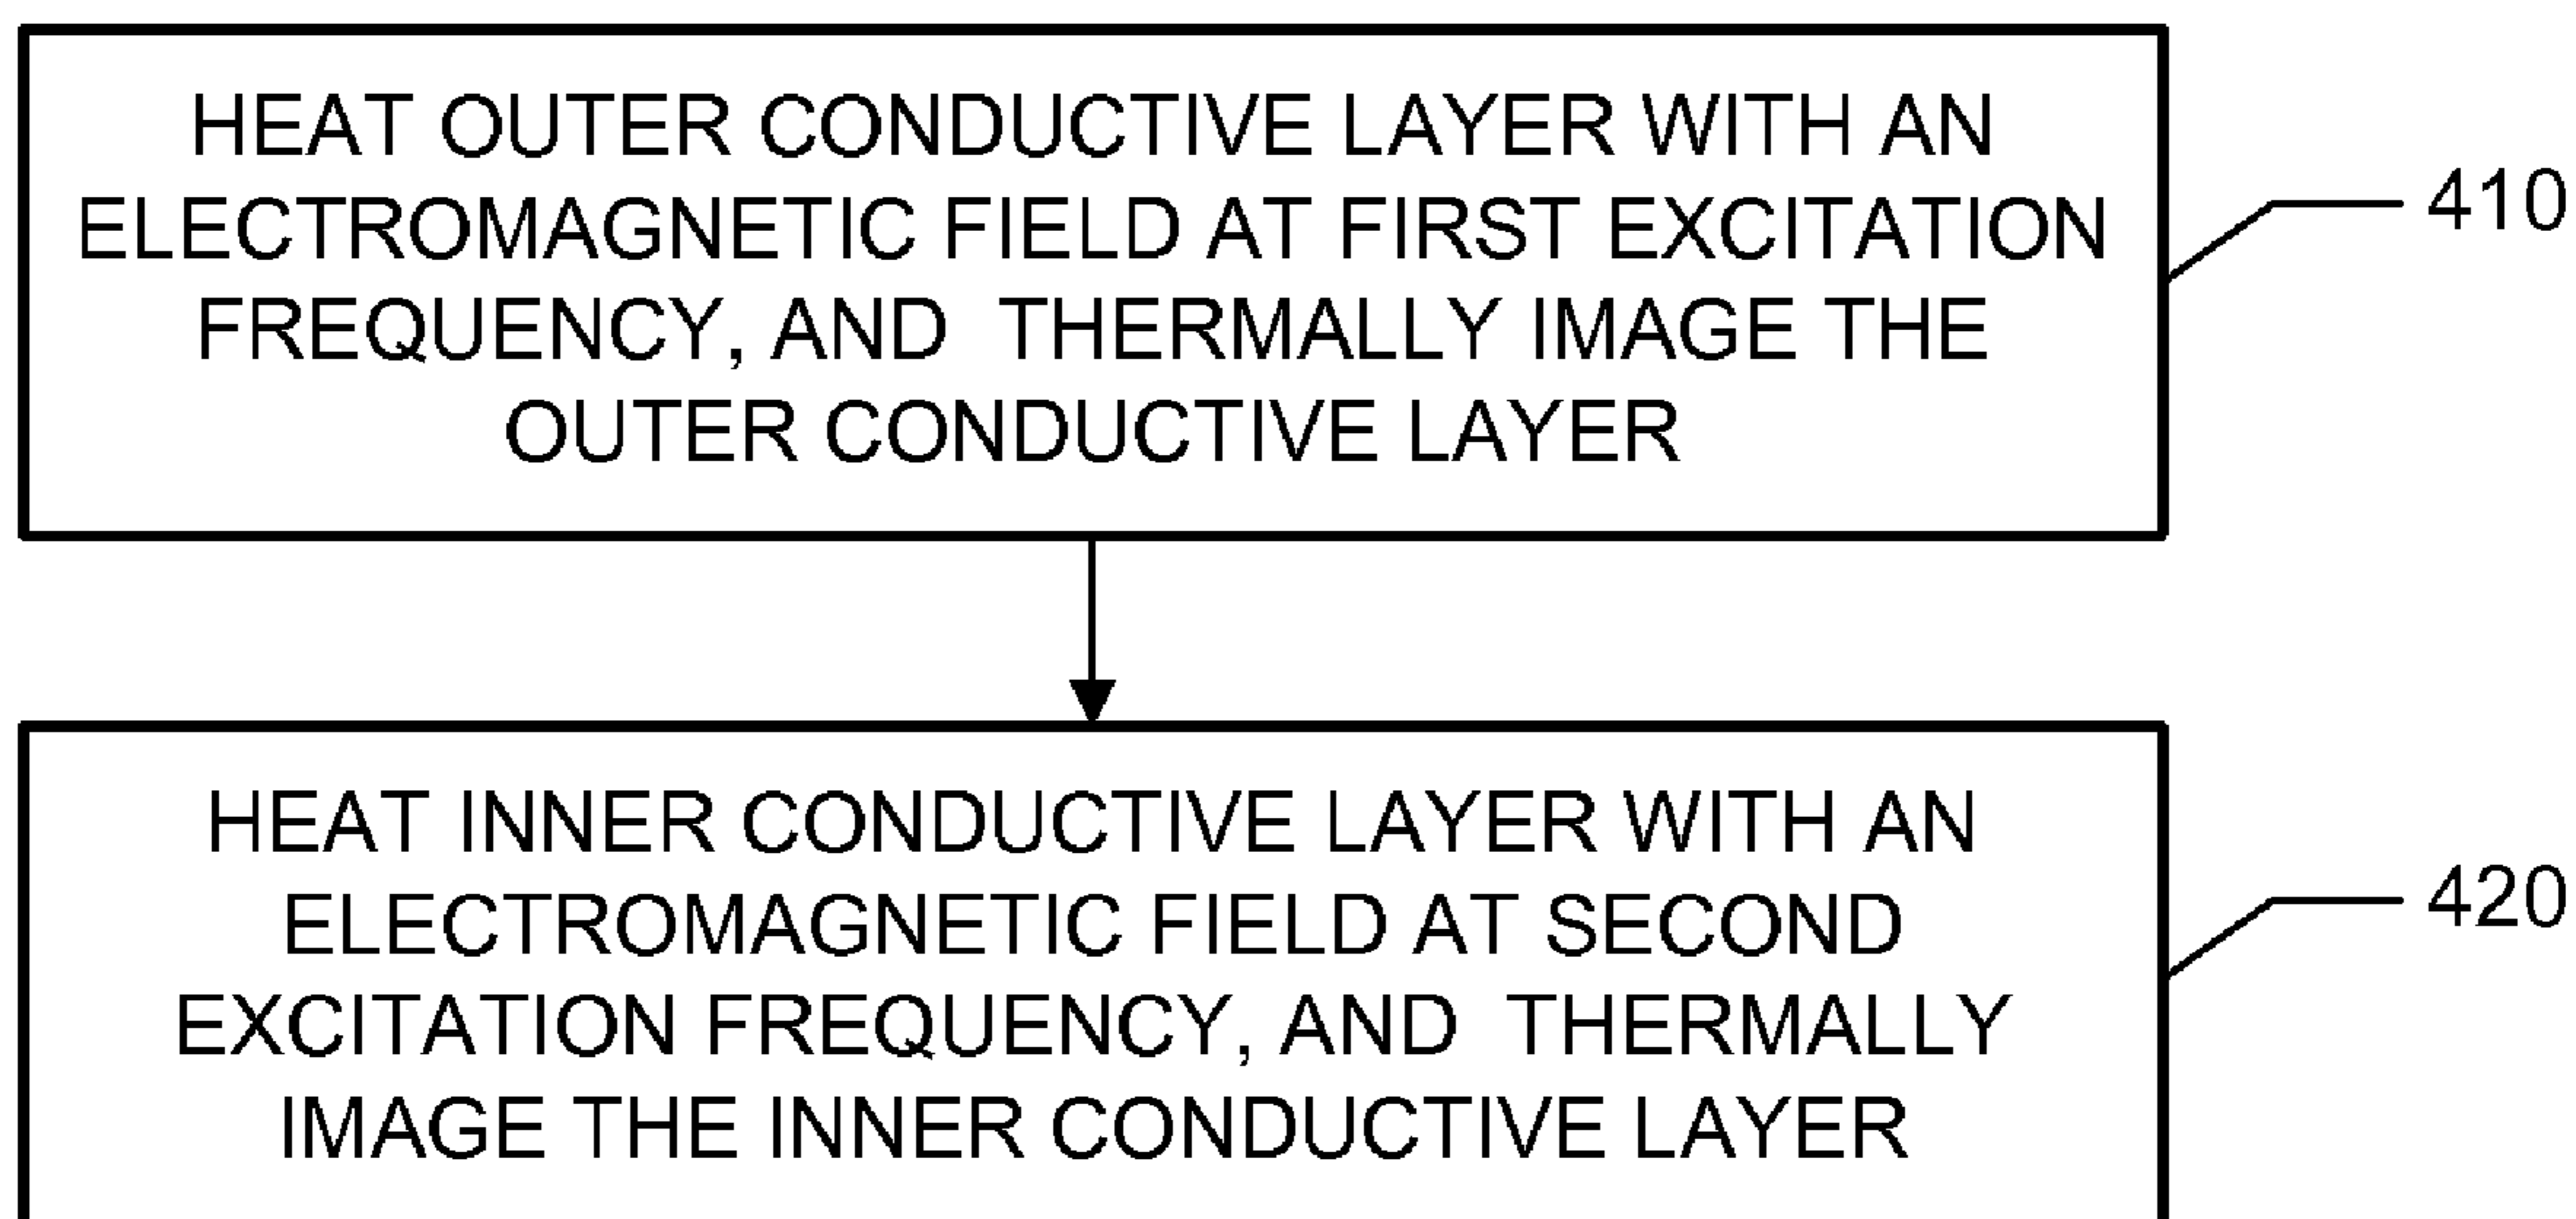 HEAT OUTER CONDUCTIVE LAYER WITH AN
ELECTROMAGNETIC FIELD AT FIRST EXCITATION
FREQUENCY, AND THERMALLY IMAGE THE
OUTER CONDUCTIVE LAYER
410
HEAT INNER CONDUCTIVE LAYER WITH AN
ELECTROMAGNETIC FIELD AT SECOND
EXCITATION FREQUENCY, AND THERMALLY
IMAGE THE INNER CONDUCTIVE LAYER
420